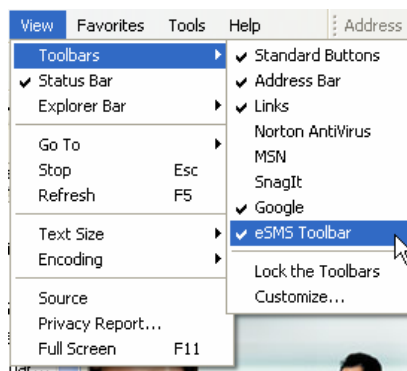 View Favorites Tools Help Address
Toolbars
Status Bar
Explorer Bar
Go To
Stop Esc
Refresh F5
Text Size
Encoding
Source
Privacy Report...
Full Screen F11
Standard Buttons
Address Bar
Links
Norton AntiVirus
MSN
SnagIt
Google
eSMS Toolbar
Lock the Toolbars
Customize...